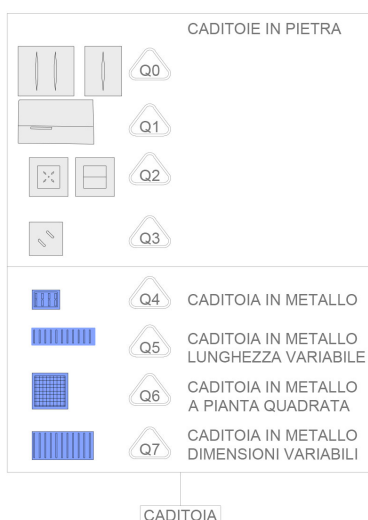 CADITOIE IN PIETRA
Q0
Q1
Q2
Q3
Q4 CADITOIA IN METALLO
Q5 CADITOIA IN METALLO
LUNGHEZZA VARIABILE
Q6 CADITOIA IN METALLO
A PIANTA QUADRATA
Q7 CADITOIA IN METALLO
DIMENSIONI VARIABILI
CADITOIA